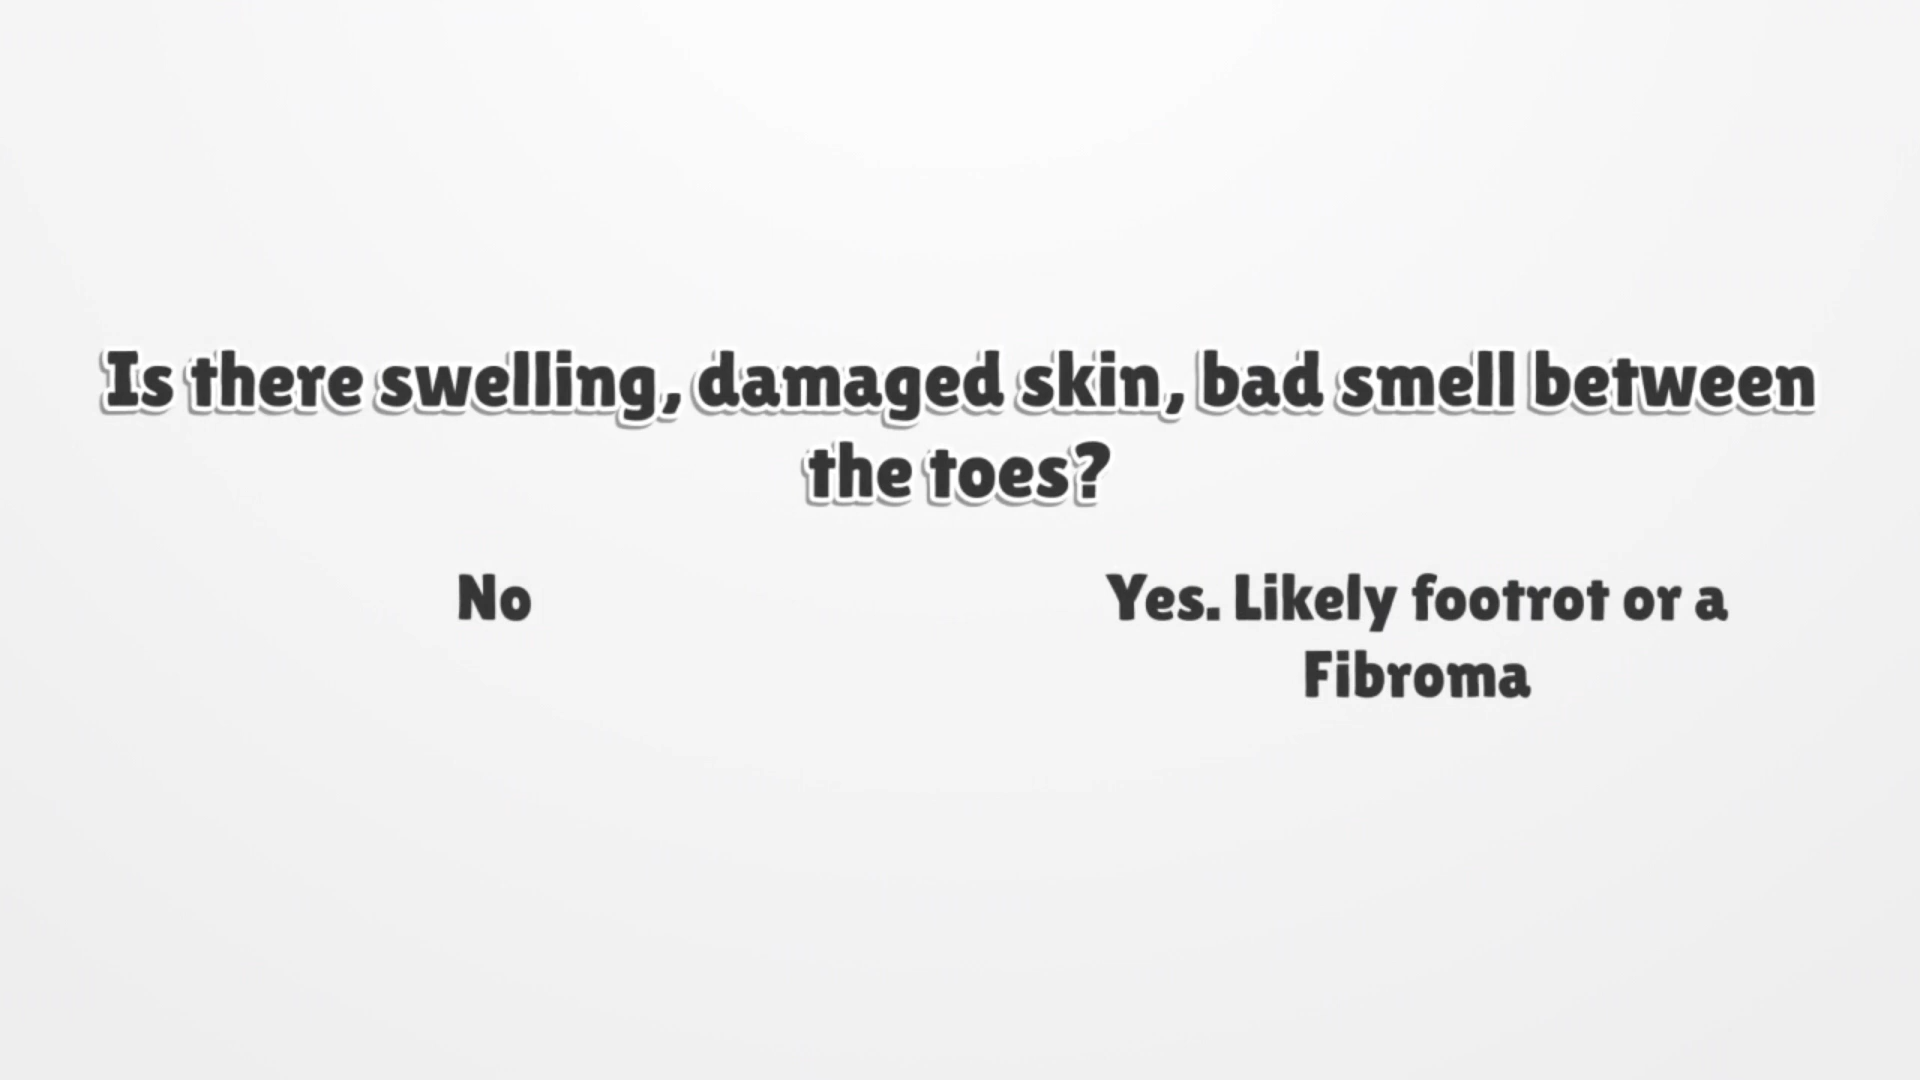 Is there swelling, damaged skin, bad smell between
the toes?
No
Yes. Likely footrot or a
Fibroma